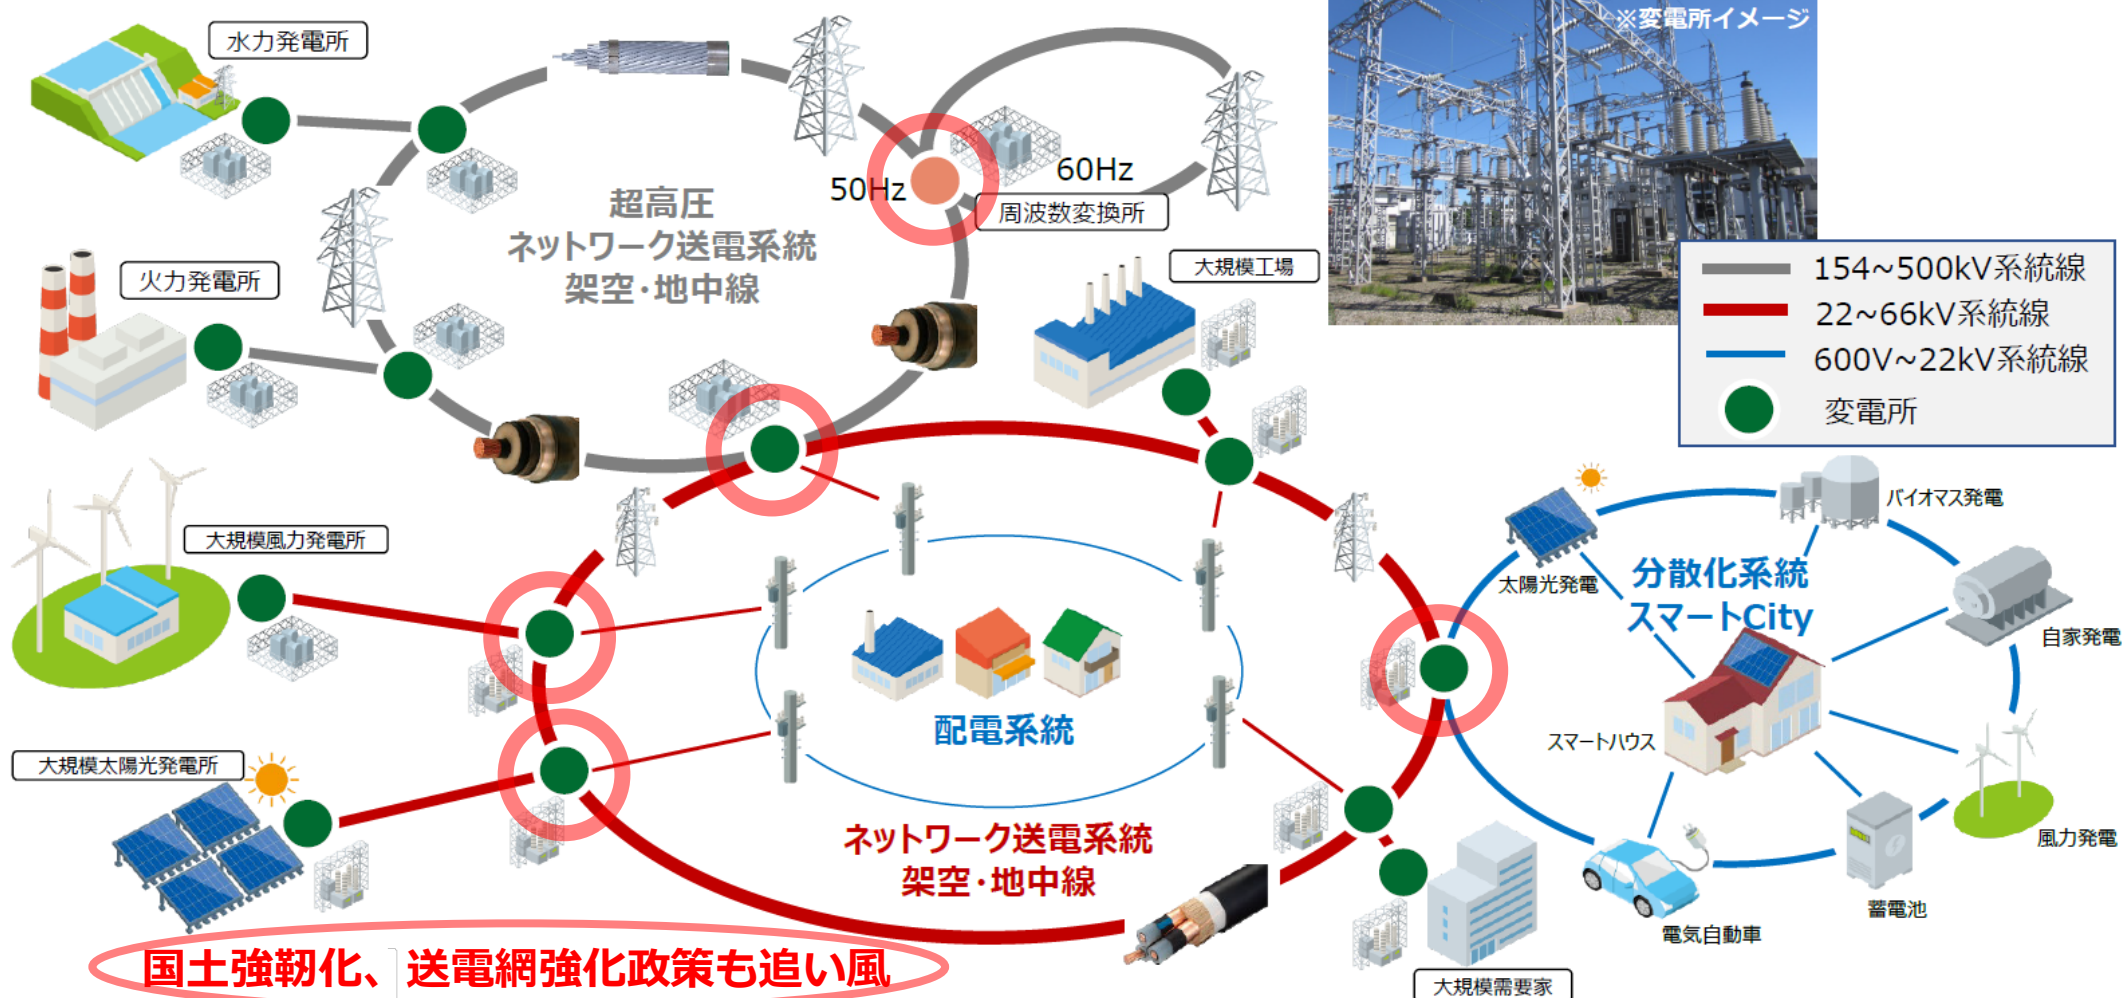 水力発電所
※変電所イメージ
50Hz
60Hz
周波数変換所
超高圧
ネットワーク送電系統
架空・地中線
火力発電所
大規模工場
154~500kV系統線
22~66kV系統線
600V~22kV系統線
変電所
大規模風力発電所
バイオマス発電
太陽光発電
分散化系統
スマートCity
自家発電
配電系統
スマートハウス
大規模太陽光発電所
ネットワーク送電系統
架空・地中線
風力発電
蓄電池
電気自動車
国土強靭化、送電網強化政策も追い風
大規模需要家